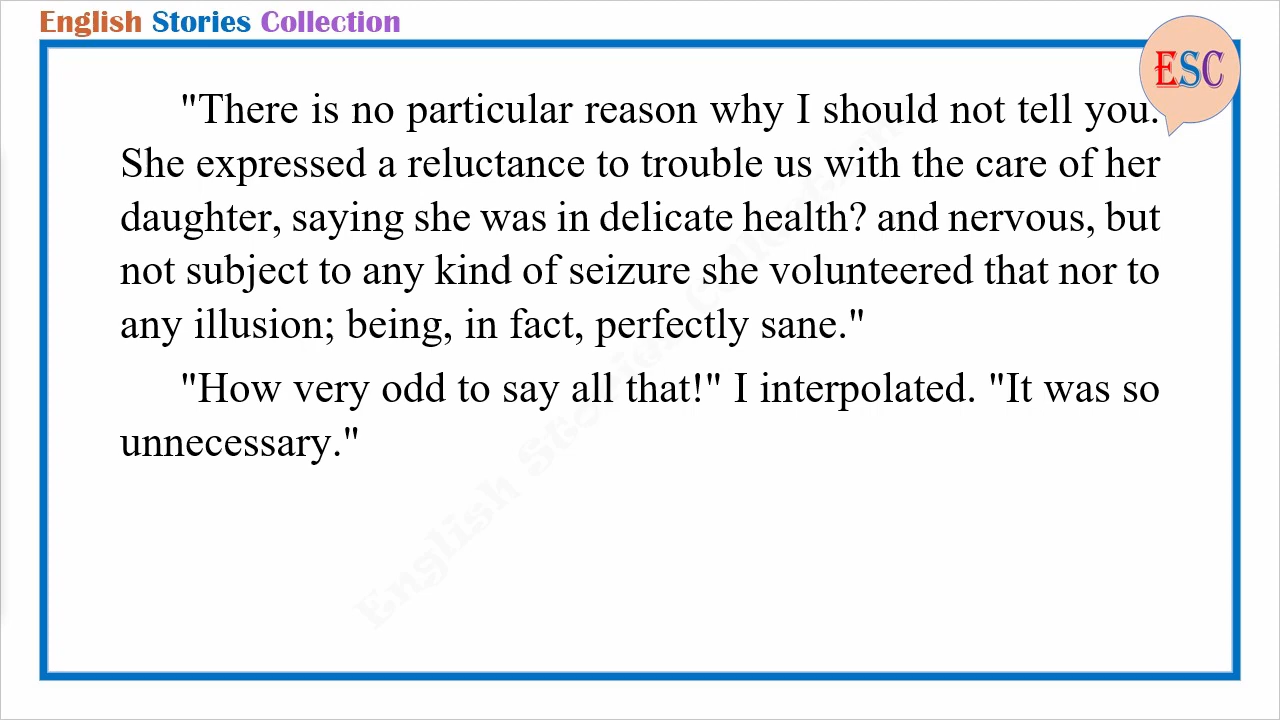 English Stories Collection
ESC
"There is no particular reason why I should not tell you.
She expressed a reluctance to trouble us with the care of her
daughter, saying she was in delicate health? and nervous, but
not subject to any kind of seizure she volunteered that nor to
any illusion; being, in fact, perfectly sane."
"How very odd to say all that!" I interpolated. "It was so
unnecessary."
English Stories Collection